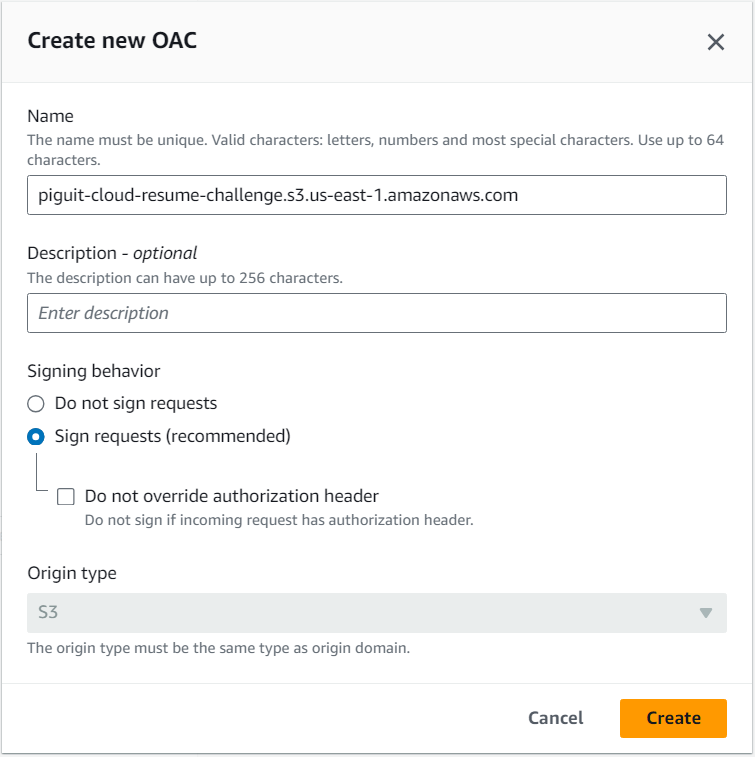 Create new OAC
Name
The name must be unique. Valid characters: letters, numbers and most special characters. Use up to 64
characters.
piguit-cloud-resume-challenge.s3.us-east-1.amazonaws.com
Description - optional
The description can have up to 256 characters.
Enter description
Signing behavior
Do not sign requests
Sign requests (recommended)
Do not override authorization header
Do not sign if incoming request has authorization header.
Origin type
S3
The origin type must be the same type as origin domain.
Cancel
Create